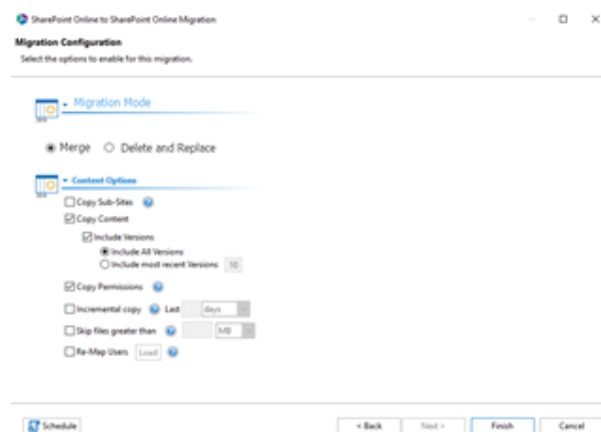 SharePoint Online to SharePoint Online Migration
Migration Configuration
Select the options to enable for this migration.
Migration Mode
Merge Delete and Replace
Content Options
Copy Sub-Sites ?
Copy Content
Include Versions
Include All Versions
Include most recent Versions 10
Copy Permissions ?
Incremental copy ? Last days
Skip files greater than ? MB
Re-Map Users Load ?
Schedule < Back Next > Finish Cancel